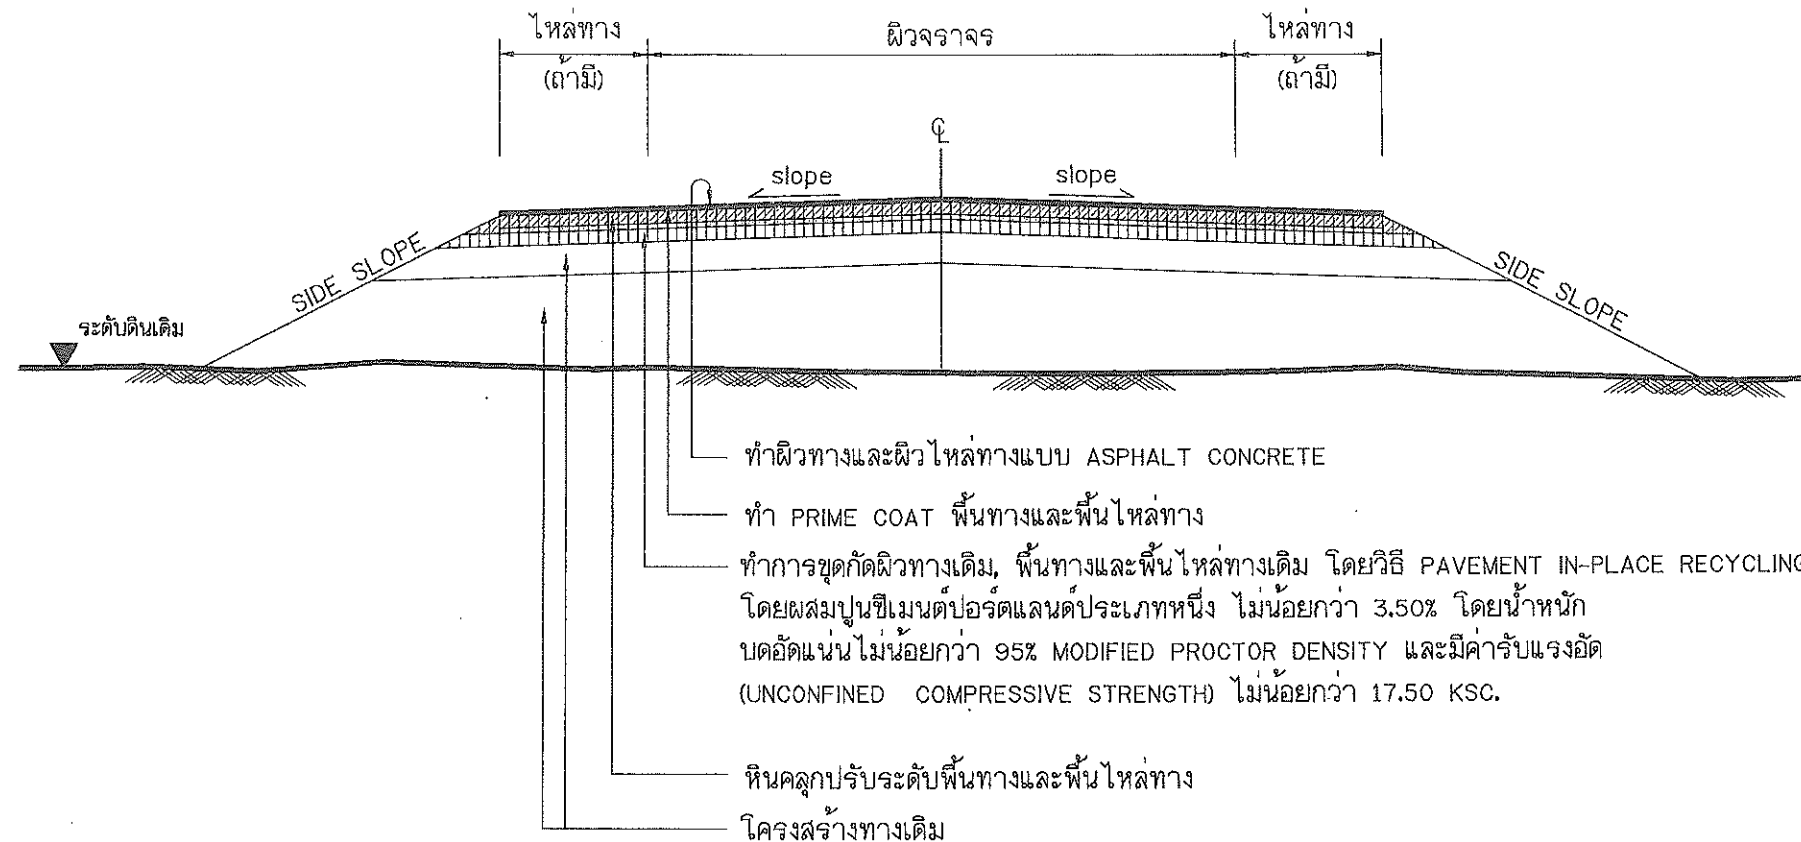 ไหล่ทาง
ผิวจราจร
ไหล่ทาง
(ถ้ามี)
(ถ้ามี)
℄
slope
slope
SIDE SLOPE
SIDE SLOPE
ระดับดินเดิม
ทำผิวทางและผิวไหล่ทางแบบ ASPHALT CONCRETE
ทำ PRIME COAT พื้นทางและพื้นไหล่ทาง
ทำการขุดกัดผิวทางเดิม, พื้นทางและพื้นไหล่ทางเดิม โดยวิธี PAVEMENT IN-PLACE RECYCLING
โดยผสมปูนซีเมนต์ปอร์ตแลนด์ประเภทหนึ่ง ไม่น้อยกว่า 3.50% โดยน้ำหนัก
บดอัดแน่นไม่น้อยกว่า 95% MODIFIED PROCTOR DENSITY และมีค่ารับแรงอัด
(UNCONFINED COMPRESSIVE STRENGTH) ไม่น้อยกว่า 17.50 KSC.
หินคลุกปรับระดับพื้นทางและพื้นไหล่ทาง
โครงสร้างทางเดิม